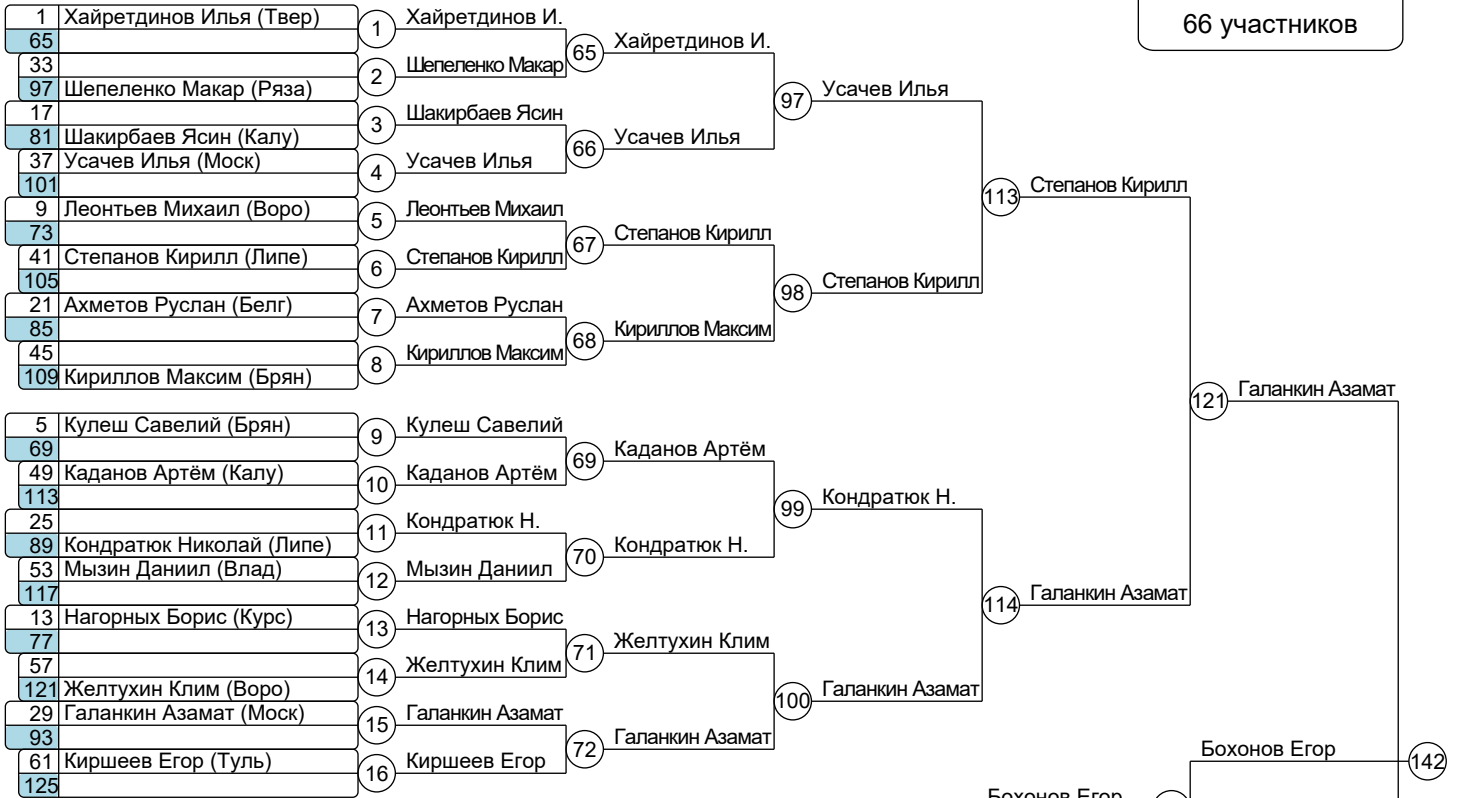 66 участников
1 Хайретдинов Илья (Твер)
65
33
97 Шепеленко Макар (Ряза)
17
81 Шакирбаев Ясин (Калу)
37 Усачев Илья (Моск)
101
9 Леонтьев Михаил (Воро)
73
41 Степанов Кирилл (Липе)
105
21 Ахметов Руслан (Белг)
85
45
109 Кириллов Максим (Брян)
5 Кулеш Савелий (Брян)
69
49 Каданов Артём (Калу)
113
25
89 Кондратюк Николай (Липе)
53 Мызин Даниил (Влад)
117
13 Нагорных Борис (Курс)
77
57
121 Желтухин Клим (Воро)
29 Галанкин Азамат (Моск)
93
61 Киршеев Егор (Туль)
125
1 Хайретдинов И.
2 Шепеленко Макар
3 Шакирбаев Ясин
4 Усачев Илья
5 Леонтьев Михаил
6 Степанов Кирилл
7 Ахметов Руслан
8 Кириллов Максим
9 Кулеш Савелий
10 Каданов Артём
11 Кондратюк Н.
12 Мызин Даниил
13 Нагорных Борис
14 Желтухин Клим
15 Галанкин Азамат
16 Киршеев Егор
65 Хайретдинов И.
66 Усачев Илья
67 Степанов Кирилл
68 Кириллов Максим
69 Каданов Артём
70 Кондратюк Н.
71 Желтухин Клим
72 Галанкин Азамат
97 Усачев Илья
98 Степанов Кирилл
99 Кондратюк Н.
100 Галанкин Азамат
113 Степанов Кирилл
114 Галанкин Азамат
121 Галанкин Азамат
Бохонов Егор 142
Бохонов Егор